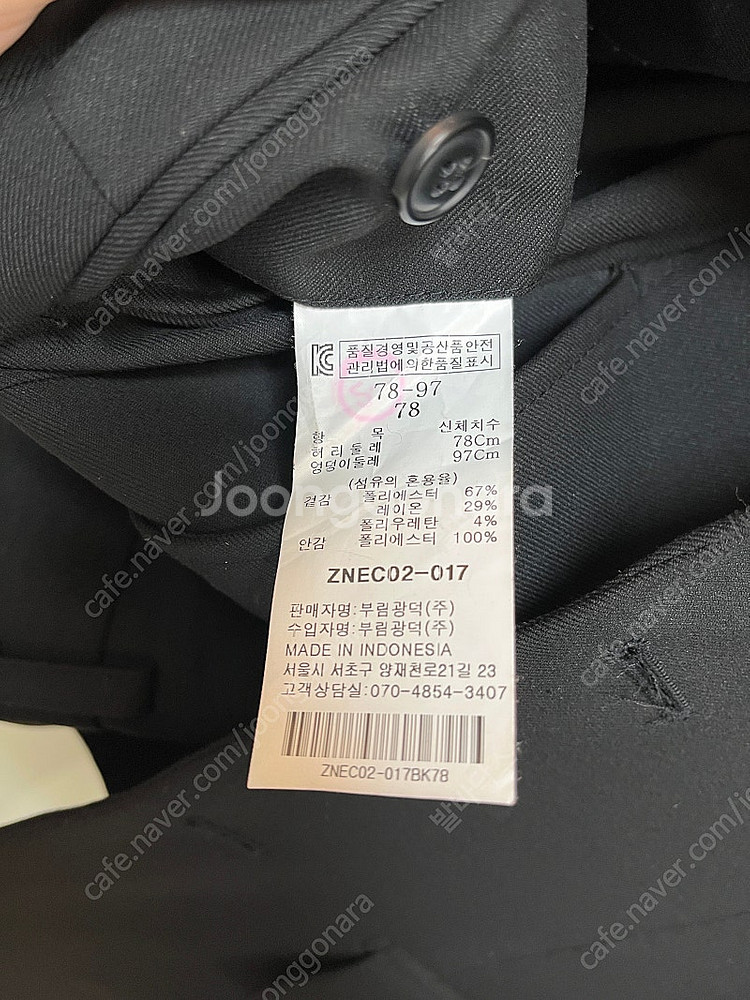 품질경영및공산품안전
관리법에의한품질표시
78-97
78
항 목 신체치수
허리둘레 78Cm
엉덩이둘레 97Cm
(섬유의 혼용율)
겉감 폴리에스터 67%
레이온 29%
폴리우레탄 4%
안감 폴리에스터 100%
ZNEC02-017
판매자명:부림광덕(주)
수입자명:부림광덕(주)
MADE IN INDONESIA
서울시 서초구 양재천로21길 23
고객상담실:070-4854-3407
ZNEC02-017BK78
Joonggonara
cafe.naver.com/joonggonara